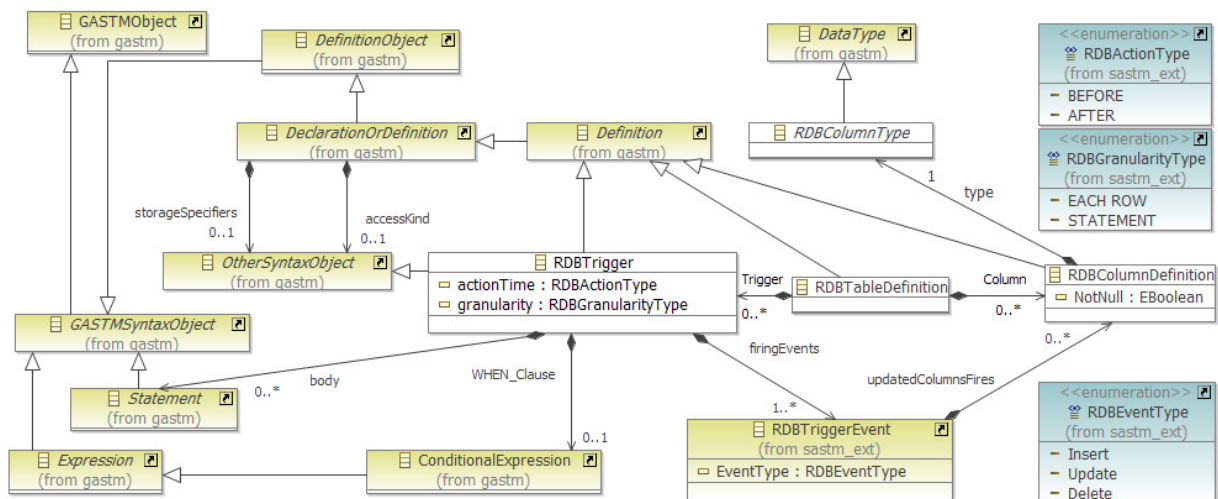 GASTMObject
(from gastm)
DefinitionObject
(from gastm)
DataType
(from gastm)
<<enumeration>>
RDBActionType
(from sastm_ext)
BEFORE
AFTER
DeclarationOrDefinition
(from gastm)
Definition
(from gastm)
RDBColumnType
<<enumeration>>
RDBGranularityType
(from sastm_ext)
EACH ROW
STATEMENT
1
type
storageSpecifiers
0..1
accessKind
0..1
OtherSyntaxObject
(from gastm)
RDBTrigger
actionTime : RDBActionType
granularity : RDBGranularityType
Trigger
0..*
RDBTableDefinition
Column
0..*
RDBColumnDefinition
NotNull : EBoolean
GASTMSyntaxObject
(from gastm)
firingEvents
0..*
body
0..*
WHEN_Clause
updatedColumnsFires
Statement
(from gastm)
1..*
0..1
<<enumeration>>
RDBEventType
(from sastm_ext)
Insert
Update
Delete
RDBTriggerEvent
(from sastm_ext)
EventType : RDBEventType
Expression
(from gastm)
ConditionalExpression
(from gastm)